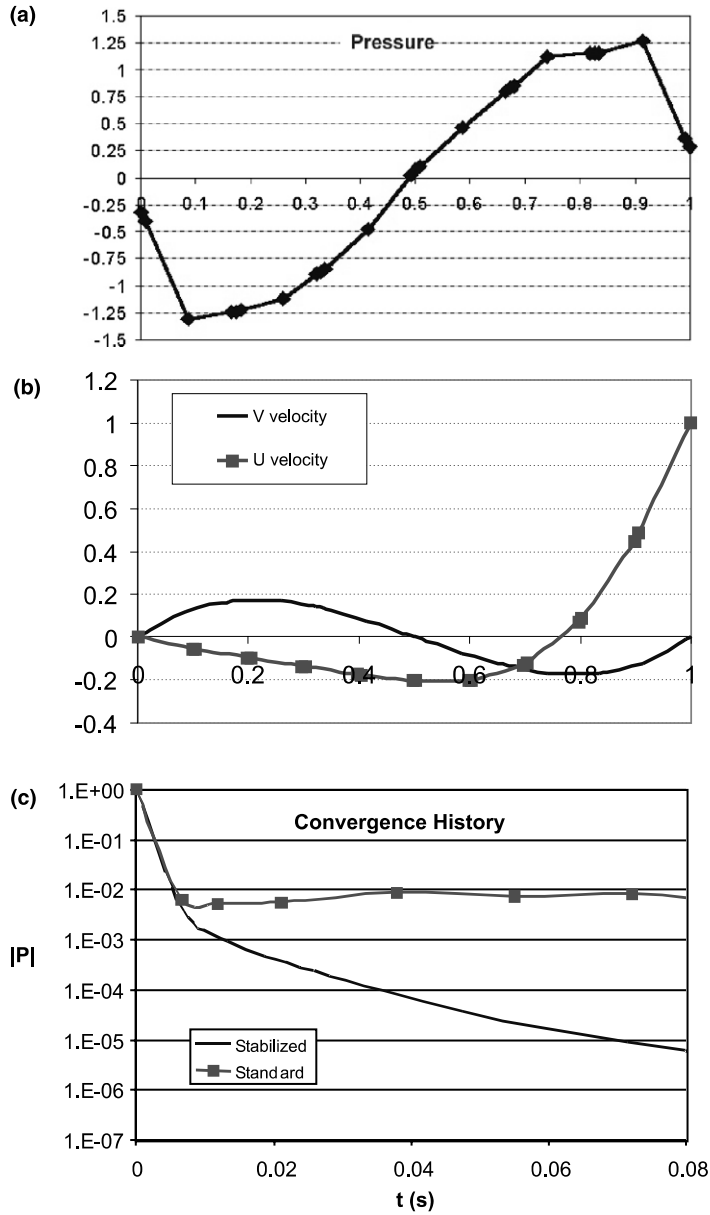 (a)
Pressure
1.5
1.25
1
0.75
0.5
0.25
0
-0.25
-0.5
-0.75
-1
-1.25
-1.5
0 0.1 0.2 0.3 0.4 0.5 0.6 0.7 0.8 0.9 1
(b)
1.2
1
0.8
0.6
0.4
0.2
0
-0.2
-0.4
V velocity
U velocity
0 0.2 0.4 0.6 0.8 1
(c)
Convergence History
1.E+00
1.E-01
1.E-02
1.E-03
1.E-04
1.E-05
1.E-06
1.E-07
|P|
Stabilized
Standard
0 0.02 0.04 0.06 0.08
t (s)